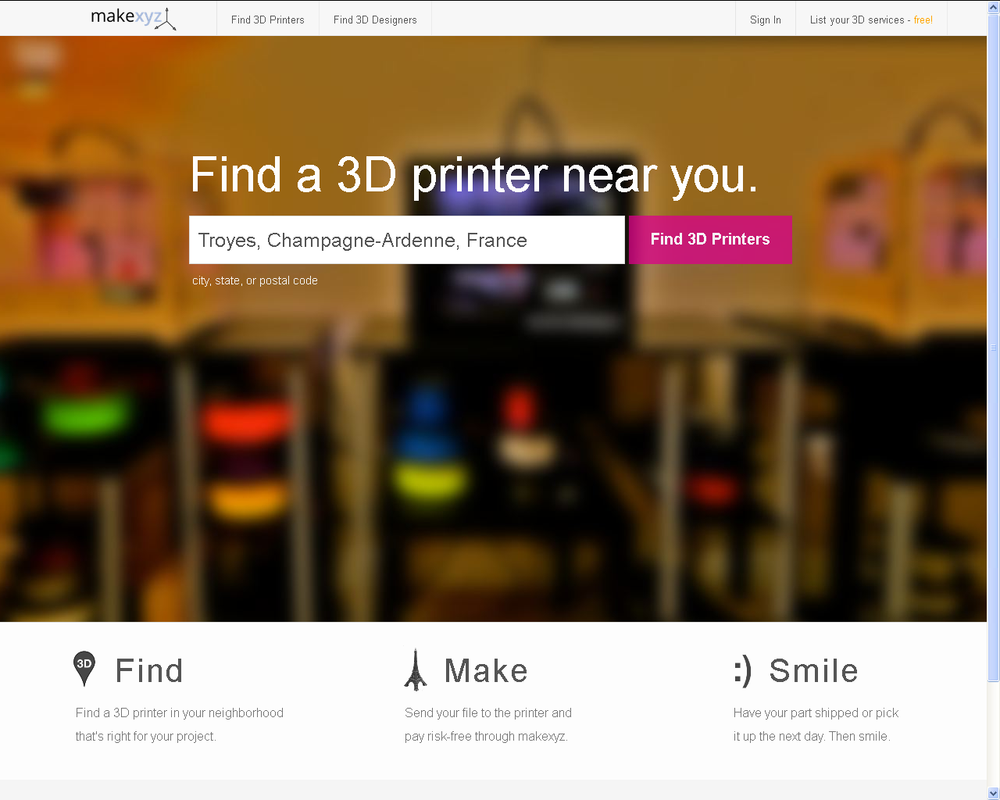 makexyz
Find 3D Printers
Find 3D Designers
Sign In
List your 3D services - free!
Find a 3D printer near you.
Troyes, Champagne-Ardenne, France
Find 3D Printers
city, state, or postal code
3D
Find
Find a 3D printer in your neighborhood
that's right for your project.
Make
Send your file to the printer and
pay risk-free through makexyz.
:) Smile
Have your part shipped or pick
it up the next day. Then smile.